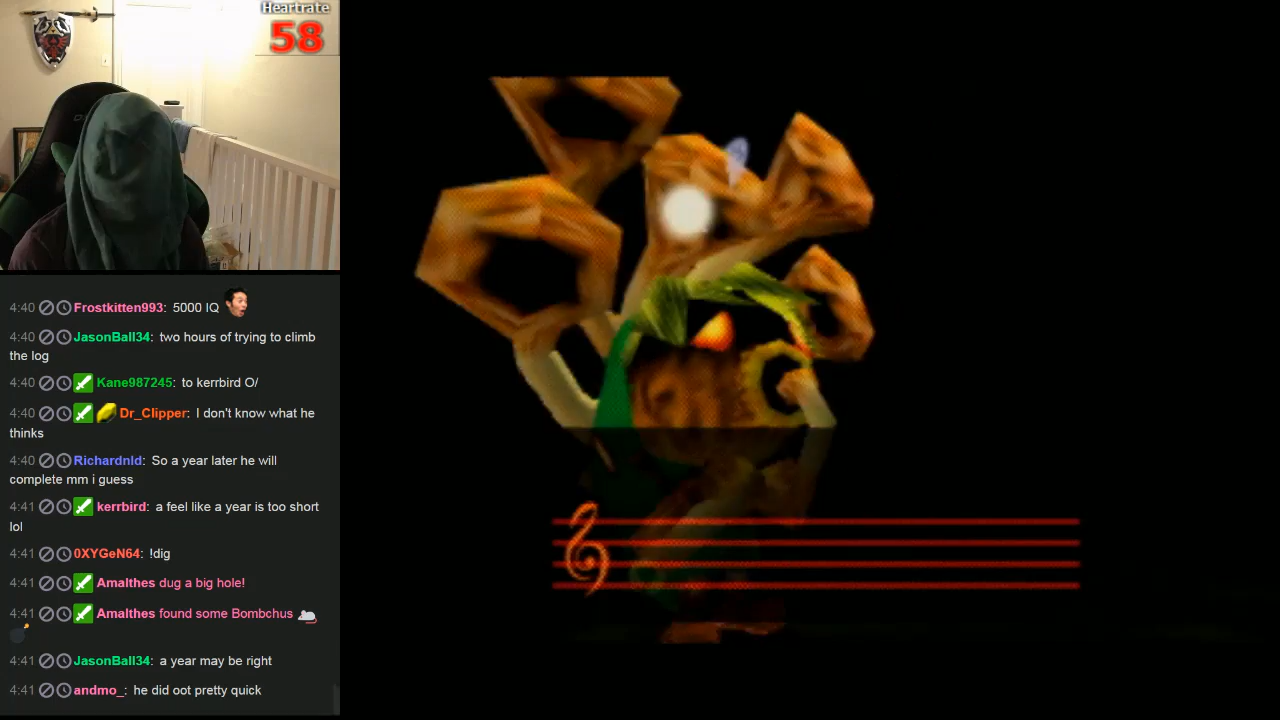 Heartrate
58
4:40 Frostkitten993: 5000 IQ
4:40 JasonBall34: two hours of trying to climb
the log
4:40 Kane987245: to kerrbird O/
4:40 Dr_Clipper: I don't know what he
thinks
4:40 Richardnld: So a year later he will
complete mm i guess
4:41 kerrbird: a feel like a year is too short
lol
4:41 0XYGeN64: !dig
4:41 Amalthes dug a big hole!
4:41 Amalthes found some Bombchus
4:41 JasonBall34: a year may be right
4:41 andmo_: he did oot pretty quick